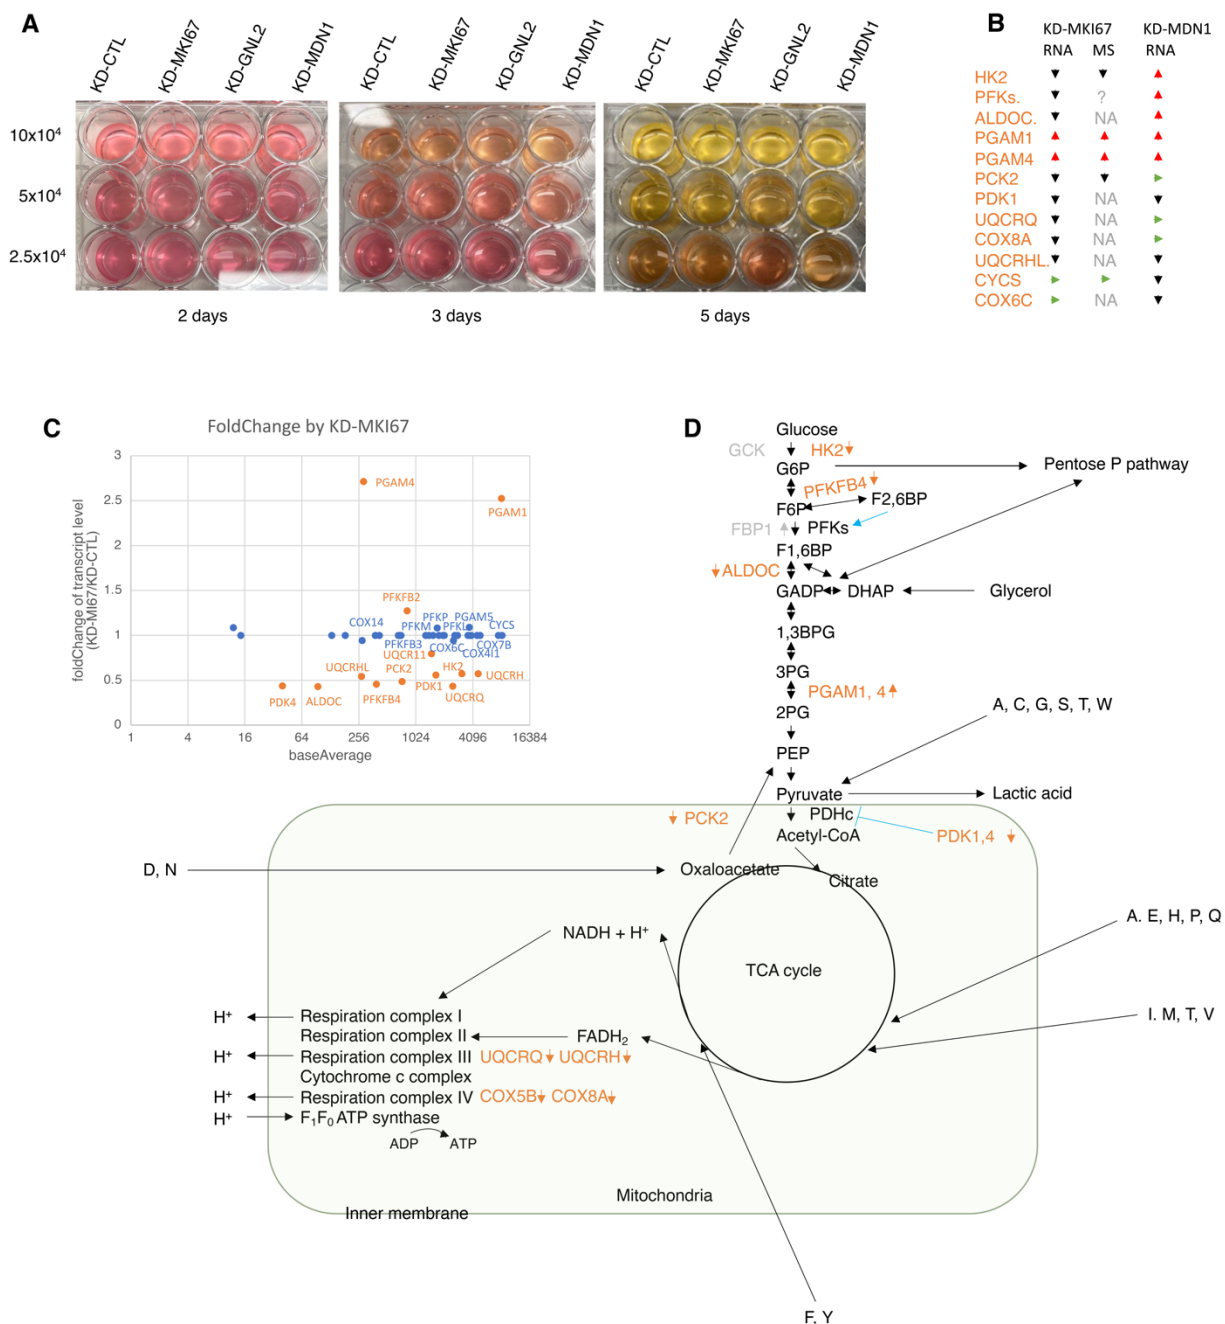 A
KD-CTL
KD-MKI67
KD-GNL2
KD-MDN1
KD-CTL
KD-MKI67
KD-GNL2
KD-MDN1
KD-CTL
KD-MKI67
KD-GNL2
KD-MDN1
10x10⁴
5x10⁴
2.5x10⁴
2 days
3 days
5 days
B
KD-MKI67 KD-MDN1
RNA MS RNA
HK2
PFKs. ?
ALDOC. NA
PGAM1
PGAM4
PCK2
PDK1 NA
UQCRQ NA
COX8A NA
UQCRHL. NA
CYCS
COX6C NA
C
FoldChange by KD-MKI67
foldChange of transcript level
(KD-MI67/KD-CTL)
3
2.5
2
1.5
1
0.5
0
1 4 16 64 256 1024 4096 16384
baseAverage
PGAM4
PGAM1
PFKFB2
COX14
PFKP
PGAM5
PFKM
PFKL
CYCS
PFKFB3
COX6C
COX7B
UQCR11
COX4I1
UQCRHL
PCK2
HK2
UQCRH
PDK1
PDK4
ALDOC
PFKFB4
UQCRQ
D
Glucose
GCK HK2
G6P Pentose P pathway
PFKFB4
F6P F2,6BP
FBP1 PFKs
F1,6BP
ALDOC
GADP DHAP Glycerol
1,3BPG
3PG
PGAM1, 4
2PG A, C, G, S, T, W
PEP
Pyruvate Lactic acid
PCK2 PDHc
Acetyl-CoA PDK1,4
D, N Oxaloacetate
Citrate
A. E, H, P, Q
NADH + H⁺
TCA cycle
I. M, T, V
H⁺ Respiration complex I
Respiration complex II FADH₂
H⁺ Respiration complex III UQCRQ UQCRH
Cytochrome c complex
H⁺ Respiration complex IV COX5B COX8A
H⁺ F₁F₀ ATP synthase
ADP ATP
Mitochondria
Inner membrane
F, Y